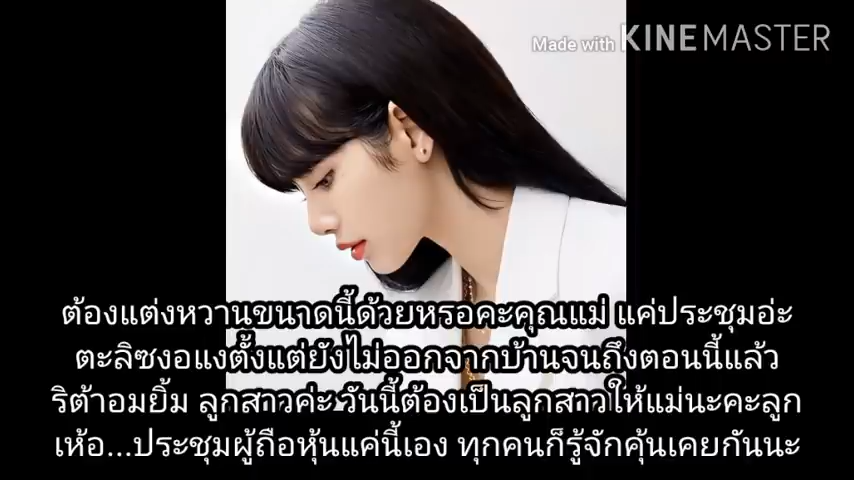 Made with KINEMASTER
ต้องแต่งหวานขนาดนี้ด้วยหรอคะคุณแม่ แค่ประชุมอ่ะ
ตะลิซงอแงตั้งแต่ยังไม่ออกจากบ้านจนถึงตอนนี้แล้ว
ริต้าอมยิ้ม ลูกสาวค่ะ วันนี้ต้องเป็นลูกสาวให้แม่นะคะลูก
เห้อ...ประชุมผู้ถือหุ้นแค่นี้เอง ทุกคนก็รู้จักคุ้นเคยกันนะ